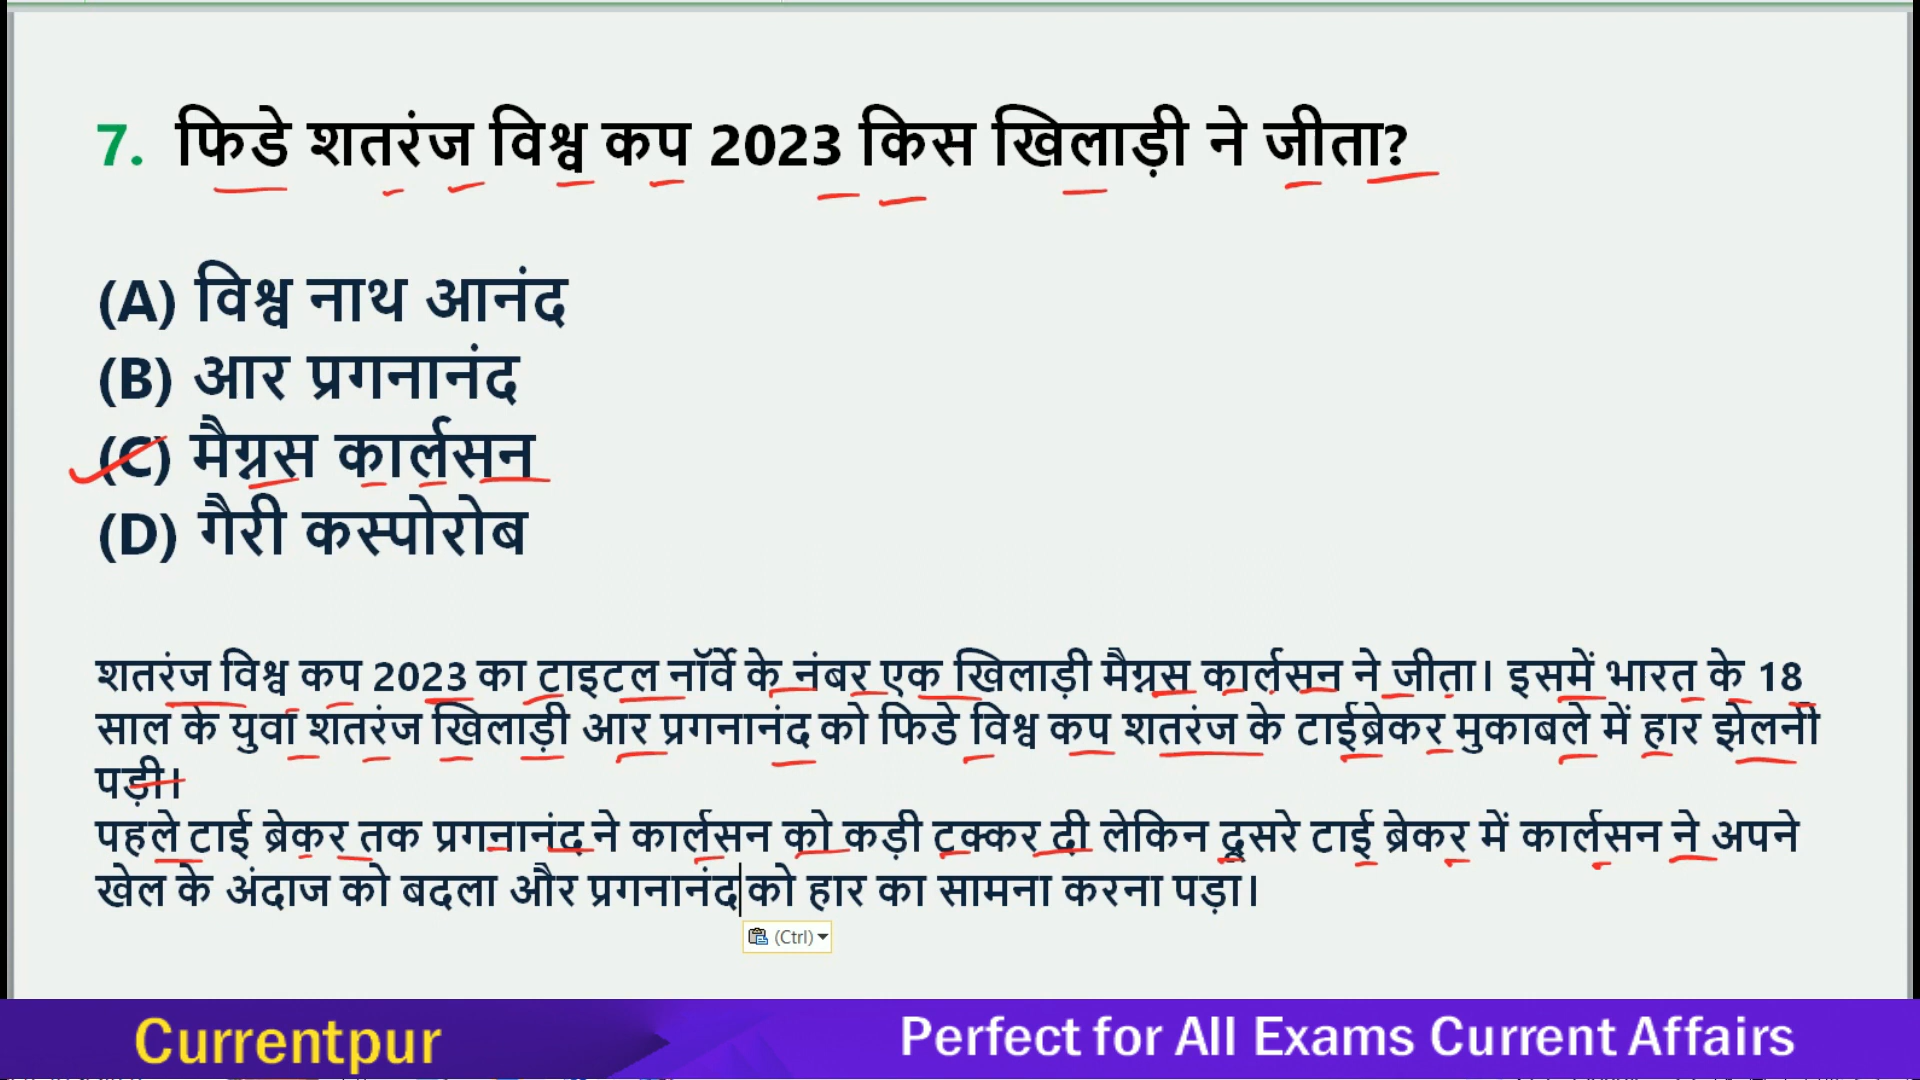 7. फिडे शतरंज विश्व कप 2023 किस खिलाड़ी ने जीता?
(A) विश्व नाथ आनंद
(B) आर प्रगनानंद
(C) मैग्नस कार्लसन
(D) गैरी कस्पोरोब
शतरंज विश्व कप 2023 का टाइटल नॉर्वे के नंबर एक खिलाड़ी मैग्नस कार्लसन ने जीता। इसमें भारत के 18
साल के युवा शतरंज खिलाड़ी आर प्रगनानंद को फिडे विश्व कप शतरंज के टाईब्रेकर मुकाबले में हार झेलनी
पड़ी।
पहले टाई ब्रेकर तक प्रगनानंद ने कार्लसन को कड़ी टक्कर दी लेकिन दूसरे टाई ब्रेकर में कार्लसन ने अपने
खेल के अंदाज को बदला और प्रगनानंद को हार का सामना करना पड़ा।
(Ctrl)
Currentpur
Perfect for All Exams Current Affairs